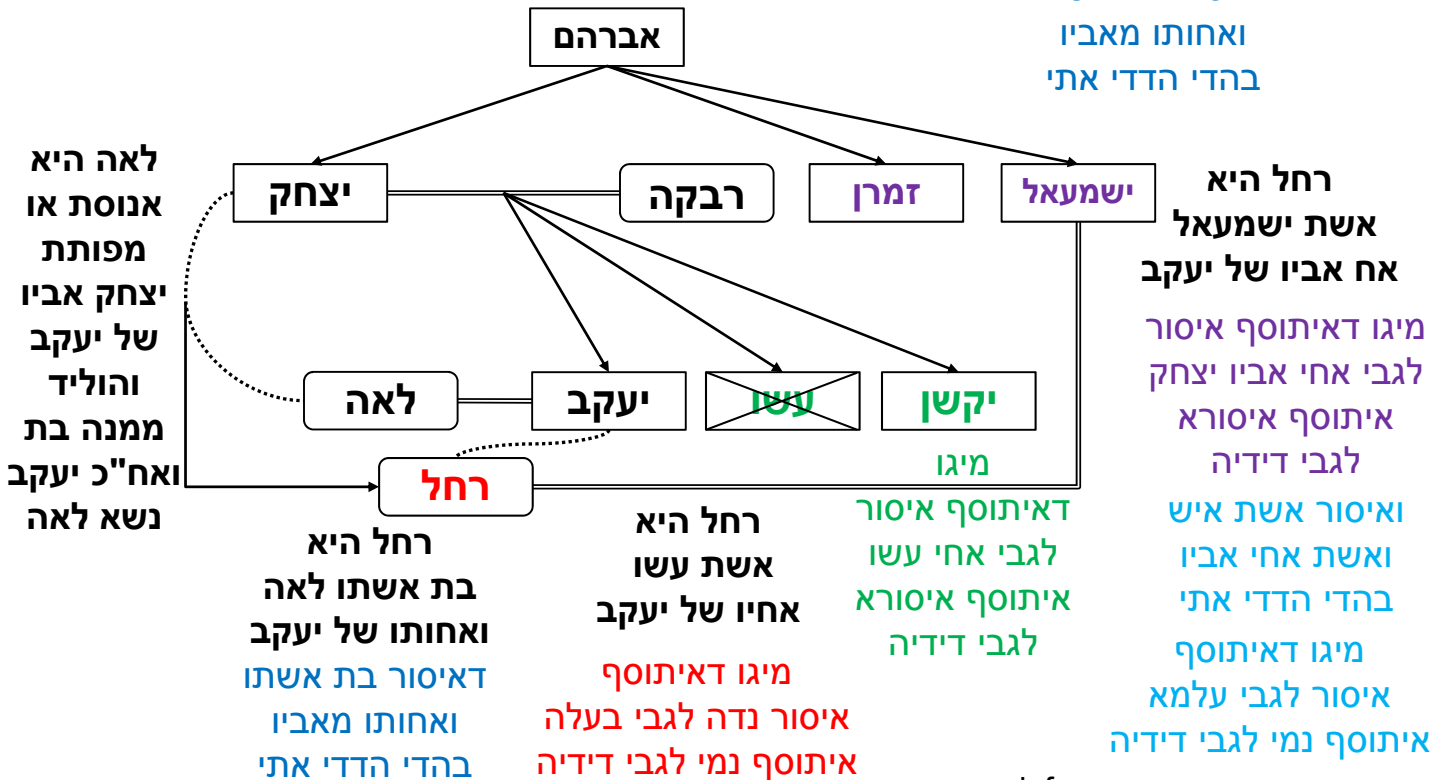 ואחותו מאביו
בהדי הדדי אתי
אברהם
יצחק
רבקה
זמרן
ישמעאל
לאה היא
אנוסת או
מפותת
יצחק אביו
של יעקב
והוליד
ממנה בת
ואח"כ יעקב
נשא לאה
רחל היא
אשת ישמעאל
אח אביו של יעקב
מיגו דאיתוסף איסור
לגבי אחי אביו יצחק
איתוסף איסורא
לגבי דידיה
ואיסור אשת איש
ואשת אחי אביו
בהדי הדדי אתי
מיגו דאיתוסף
איסור לגבי עלמא
איתוסף נמי לגבי דידיה
לאה
יעקב
עשו
יקשן
רחל
מיגו
דאיתוסף איסור
לגבי אחי עשו
איתוסף איסורא
לגבי דידיה
רחל היא
אשת עשו
אחיו של יעקב
מיגו דאיתוסף
איסור נדה לגבי בעלה
איתוסף נמי לגבי דידיה
רחל היא
בת אשתו לאה
ואחותו של יעקב
דאיסור בת אשתו
ואחותו מאביו
בהדי הדדי אתי